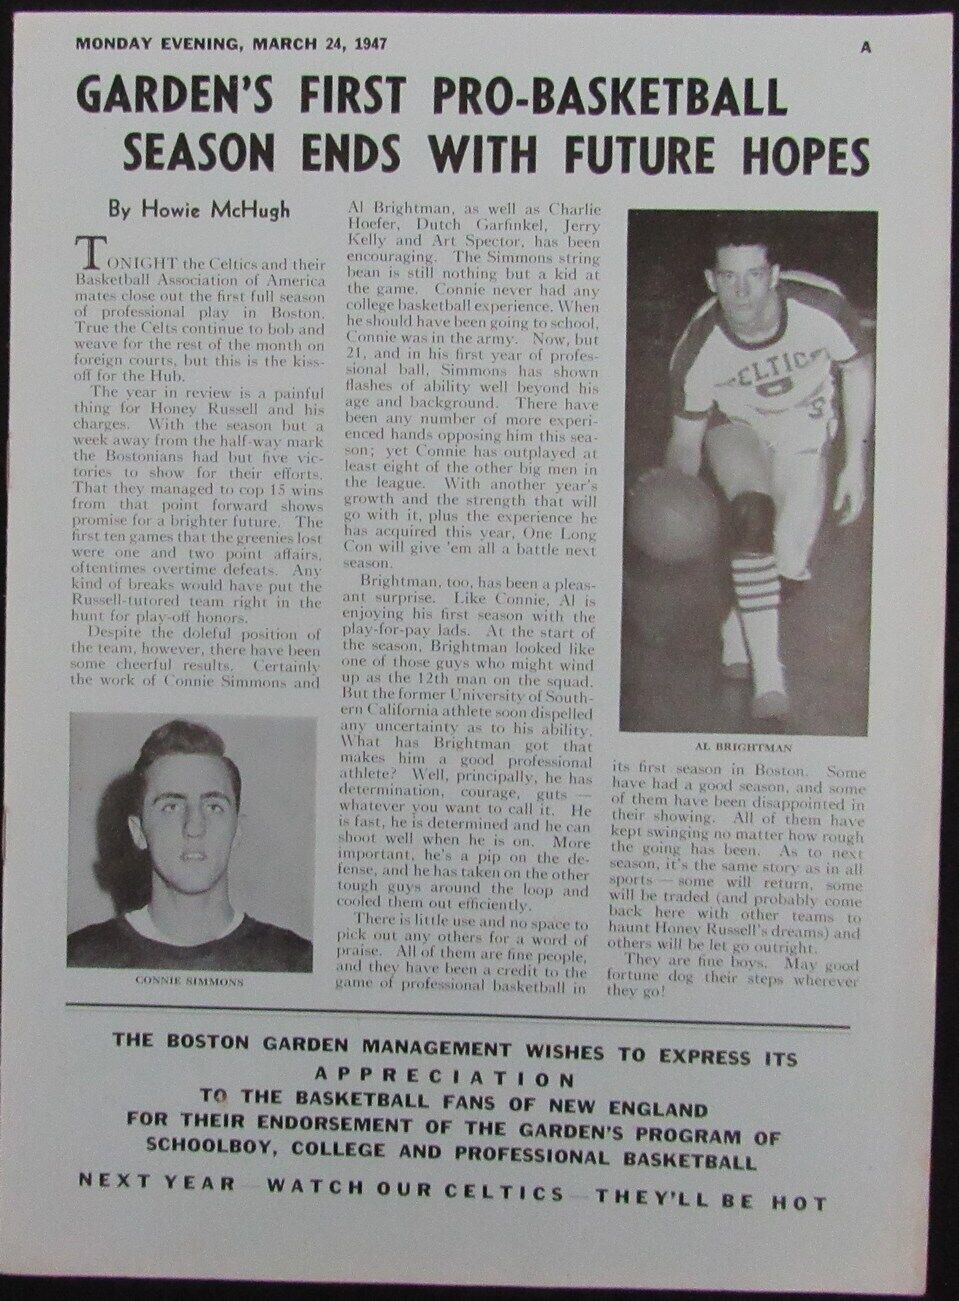 MONDAY EVENING, MARCH 24, 1947
A
GARDEN'S FIRST PRO-BASKETBALL
SEASON ENDS WITH FUTURE HOPES
By Howie McHugh
TONIGHT the Celtics and their
Basketball Association of America
mates close out the first full season
of professional play in Boston.
True the Celts continue to bob and
weave for the rest of the month on
foreign courts, but this is the kiss-
off for the Hub.
The year in review is a painful
thing for Honey Russell and his
charges. With the season but a
week away from the half-way mark
the Bostonians had but five vic-
tories to show for their efforts.
That they managed to cop 15 wins
from that point forward shows
promise for a brighter future. The
first ten games that the greenies lost
were one and two point affairs,
oftentimes overtime defeats. Any
kind of breaks would have put the
Russell-tutored team right in the
hunt for play-off honors.
Despite the doleful position of
the team, however, there have been
some cheerful results. Certainly
the work of Connie Simmons and
CONNIE SIMMONS
Al Brightman, as well as Charlie
Hoefer, Dutch Garfinkel, Jerry
Kelly and Art Spector, has been
encouraging. The Simmons string
bean is still nothing but a kid at
the game. Connie never had any
college basketball experience. When
he should have been going to school,
Connie was in the army. Now, but
21, and in his first year of profes-
sional ball, Simmons has shown
flashes of ability well beyond his
age and background. There have
been any number of more experi-
enced hands opposing him this sea-
son; yet Connie has outplayed at
least eight of the other big men in
the league. With another year's
growth and the strength that will
go with it, plus the experience he
has acquired this year, One Long
Con will give 'em all a battle next
season.
Brightman, too, has been a pleas-
ant surprise. Like Connie, Al is
enjoying his first season with the
play-for-pay lads. At the start of
the season, Brightman looked like
one of those guys who might wind
up as the 12th man on the squad.
But the former University of South-
ern California athlete soon dispelled
any uncertainty as to his ability.
What has Brightman got that
makes him a good professional
athlete? Well, principally, he has
determination, courage, guts —
whatever you want to call it. He
is fast, he is determined and he can
shoot well when he is on. More
important, he's a pip on the de-
fense, and he has taken on the other
tough guys around the loop and
cooled them out efficiently.
There is little use and no space to
pick out any others for a word of
praise. All of them are fine people,
and they have been a credit to the
game of professional basketball in
CELTICS
8
S
AL BRIGHTMAN
its first season in Boston. Some
have had a good season, and some
of them have been disappointed in
their showing. All of them have
kept swinging no matter how rough
the going has been. As to next
season, it's the same story as in all
sports — some will return, some
will be traded (and probably come
back here with other teams to
haunt Honey Russell's dreams) and
others will be let go outright.
They are fine boys. May good
fortune dog their steps wherever
they go!
THE BOSTON GARDEN MANAGEMENT WISHES TO EXPRESS ITS
APPRECIATION
TO THE BASKETBALL FANS OF NEW ENGLAND
FOR THEIR ENDORSEMENT OF THE GARDEN'S PROGRAM OF
SCHOOLBOY, COLLEGE AND PROFESSIONAL BASKETBALL
NEXT YEAR — WATCH OUR CELTICS — THEY'LL BE HOT